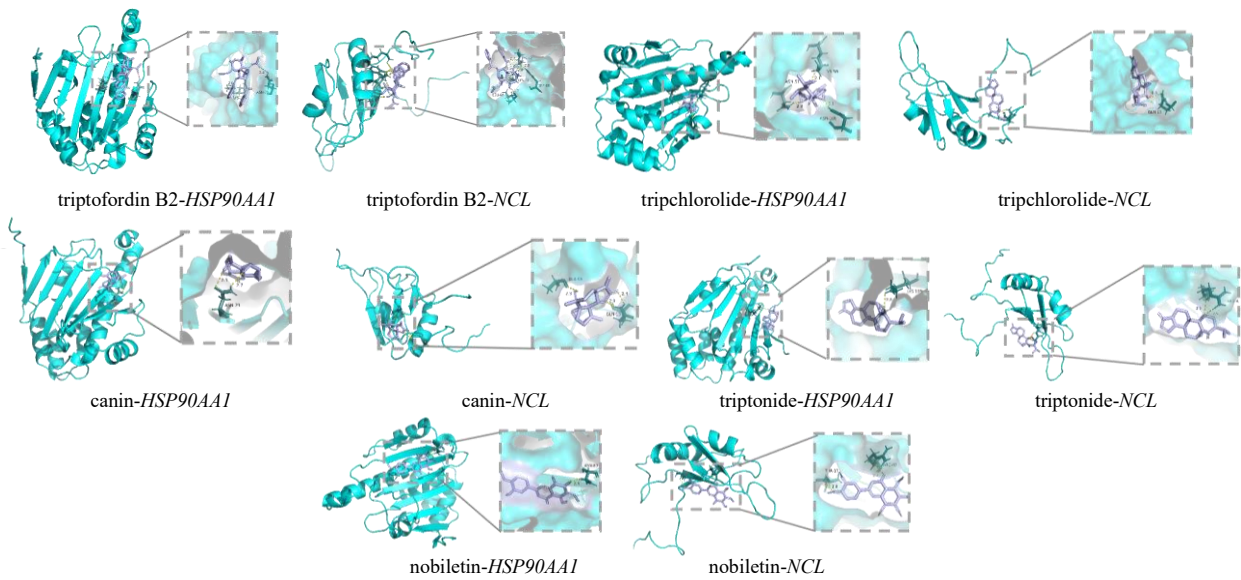 triptofordin B2-HSP90AA1
triptofordin B2-NCL
tripchlorolide-HSP90AA1
tripchlorolide-NCL
canin-HSP90AA1
canin-NCL
triptonide-HSP90AA1
triptonide-NCL
nobiletin-HSP90AA1
nobiletin-NCL